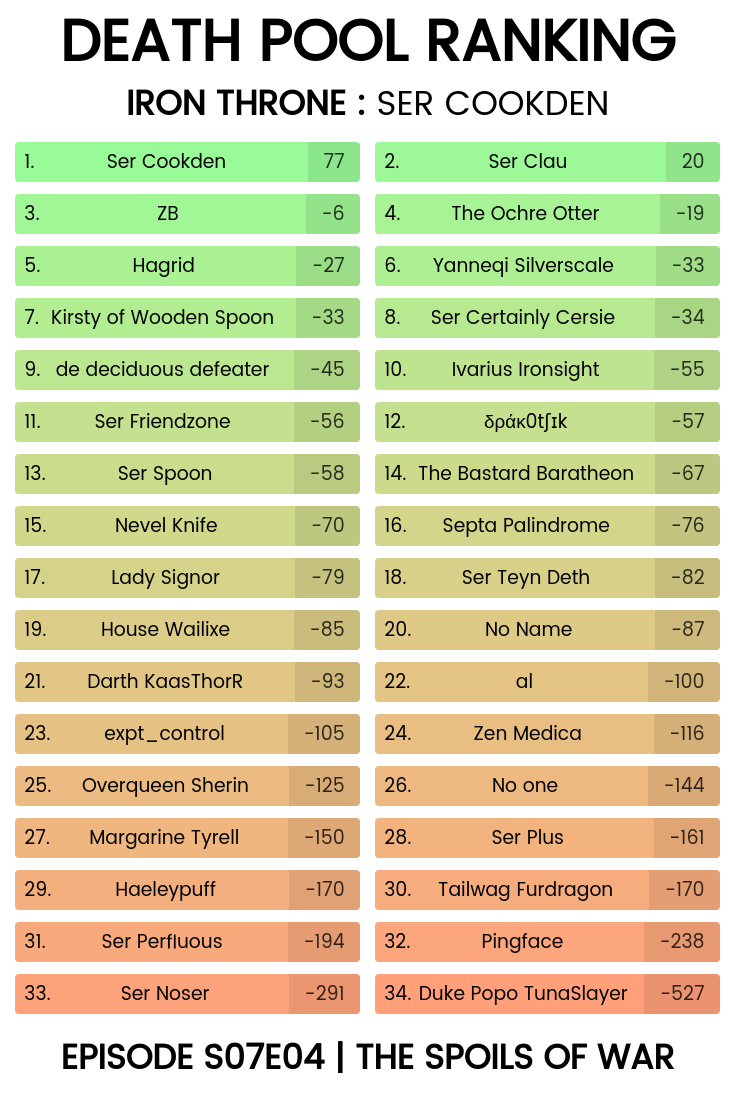 DEATH POOL RANKING
IRON THRONE : SER COOKDEN
1. Ser Cookden 77
2. Ser Clau 20
3. ZB -6
4. The Ochre Otter -19
5. Hagrid -27
6. Yanneqi Silverscale -33
7. Kirsty of Wooden Spoon -33
8. Ser Certainly Cersie -34
9. de deciduous defeater -45
10. Ivarius Ironsight -55
11. Ser Friendzone -56
12. δράκ0tʃɪk -57
13. Ser Spoon -58
14. The Bastard Baratheon -67
15. Nevel Knife -70
16. Septa Palindrome -76
17. Lady Signor -79
18. Ser Teyn Deth -82
19. House Wailixe -85
20. No Name -87
21. Darth KaasThorR -93
22. al -100
23. expt_control -105
24. Zen Medica -116
25. Overqueen Sherin -125
26. No one -144
27. Margarine Tyrell -150
28. Ser Plus -161
29. Haeleypuff -170
30. Tailwag Furdragon -170
31. Ser Perfluous -194
32. Pingface -238
33. Ser Noser -291
34. Duke Popo TunaSlayer -527
EPISODE S07E04 | THE SPOILS OF WAR